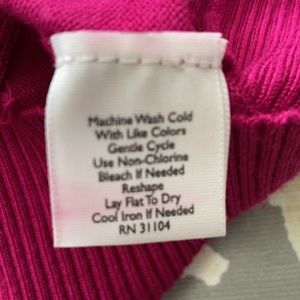 Machine Wash Cold
With Like Colors
Gentle Cycle
Use Non-Chlorine
Bleach If Needed
Reshape
Lay Flat To Dry
Cool Iron If Needed
RN 31104